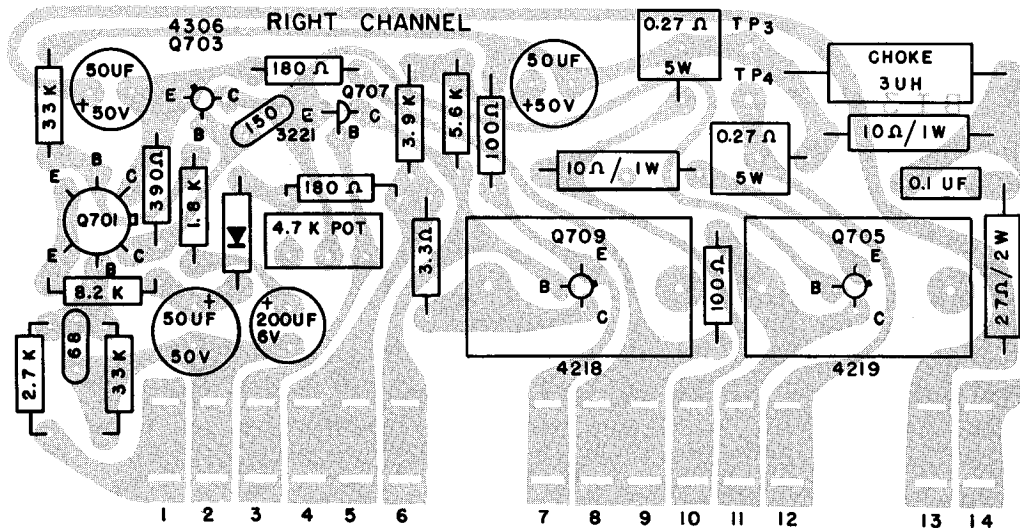 RIGHT CHANNEL
4306
Q703
33K
50UF
+50V
E
C
B
180 Ω
150
3221
Q707
E
C
B
3.9K
5.6K
100Ω
50UF
+50V
0.27 Ω
5W
TP3
TP4
CHOKE
3UH
10Ω/1W
0.27Ω
5W
10Ω/1W
0.1 UF
B
E
C
Q701
E
C
B
390Ω
1.8K
180 Ω
4.7 K POT
3.3Ω
Q709
E
B
C
4218
100Ω
Q705
E
B
C
4219
27Ω/2W
8.2 K
+
50UF
50V
+
200UF
6V
2.7K
68
33K
1 2 3 4 5 6 7 8 9 10 11 12 13 14